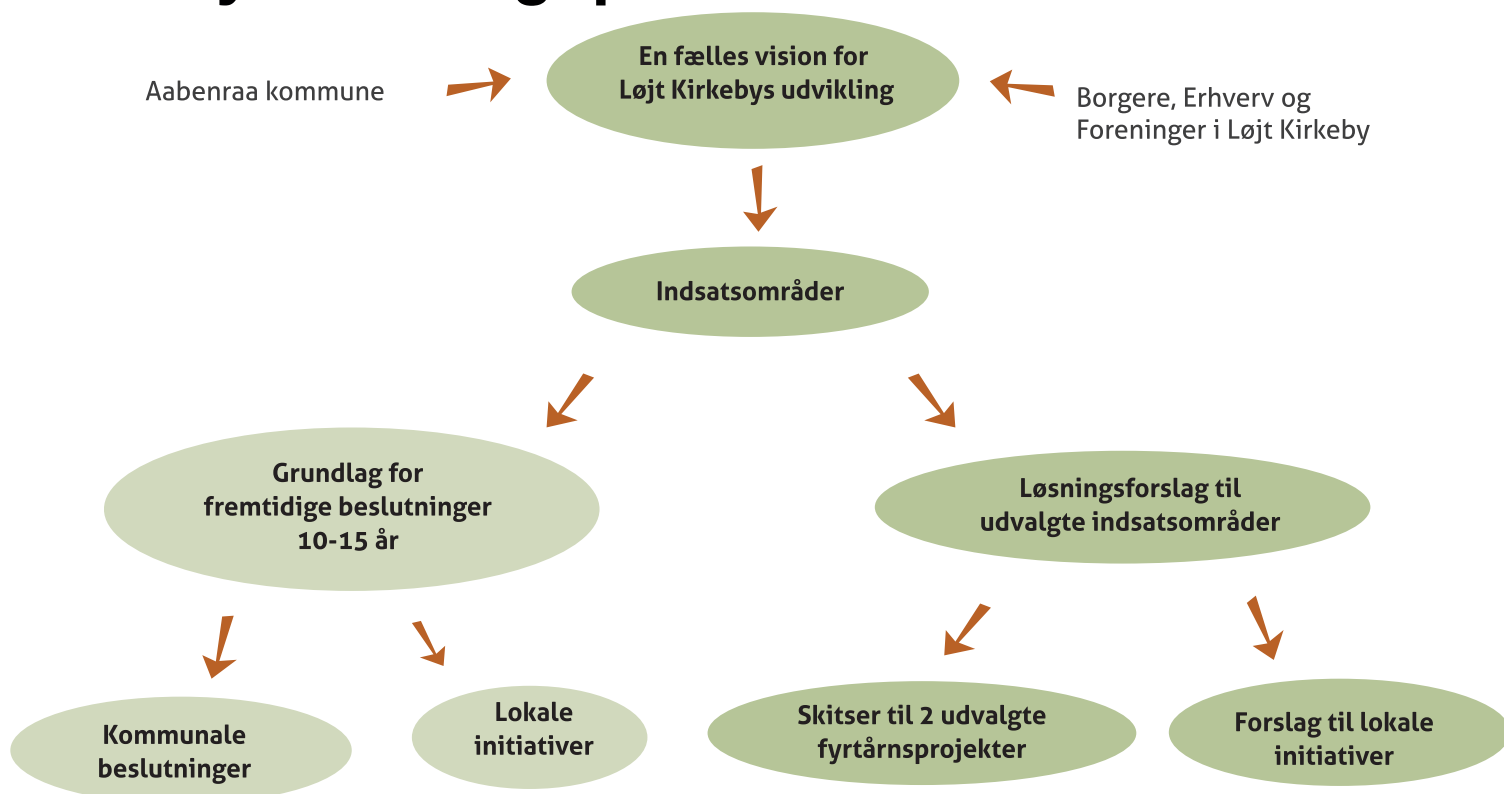 En fælles vision for
Løjt Kirkebys udvikling
Aabenraa kommune
Borgere, Erhverv og
Foreninger i Løjt Kirkeby
Indsatsområder
Grundlag for
fremtidige beslutninger
10-15 år
Løsningsforslag til
udvalgte indsatsområder
Kommunale
beslutninger
Lokale
initiativer
Skitser til 2 udvalgte
fyrtårnsprojekter
Forslag til lokale
initiativer